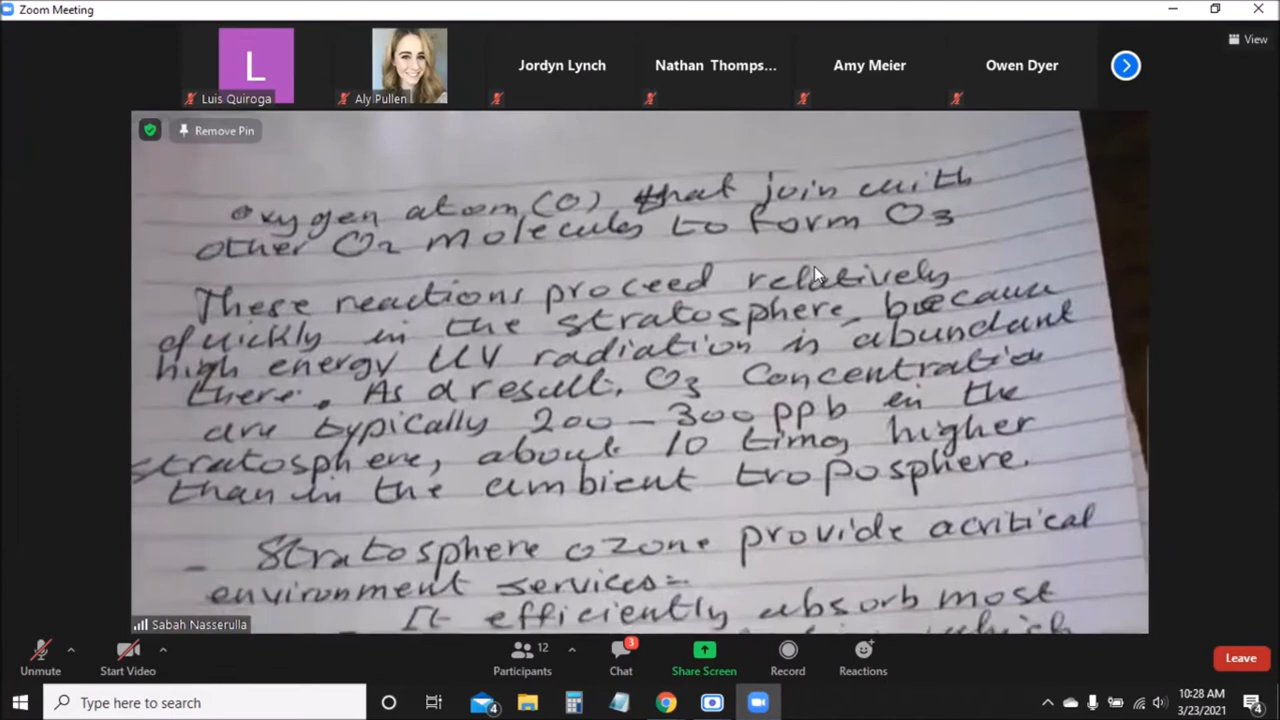 Zoom Meeting
View
L
Luis Quiroga
Aly Pullen
Jordyn Lynch
Nathan Thomps...
Amy Meier
Owen Dyer
Remove Pin
oxygen atom (O) that join with
other O2 molecules to form O3
These reactions proceed relatively
quickly in the stratosphere, because
high energy UV radiation is abundant
there. As a result, O3 Concentration
are typically 200 - 300 ppb in the
stratosphere, about 10 times higher
than in the ambient troposphere.
- Stratosphere ozone provide a critical
environment services:-
- It efficiently absorb most
which
Sabah Nasserulla
Unmute
Start Video
12
Participants
3
Chat
Share Screen
Record
Reactions
Leave
Type here to search
4
10:28 AM
3/23/2021
4